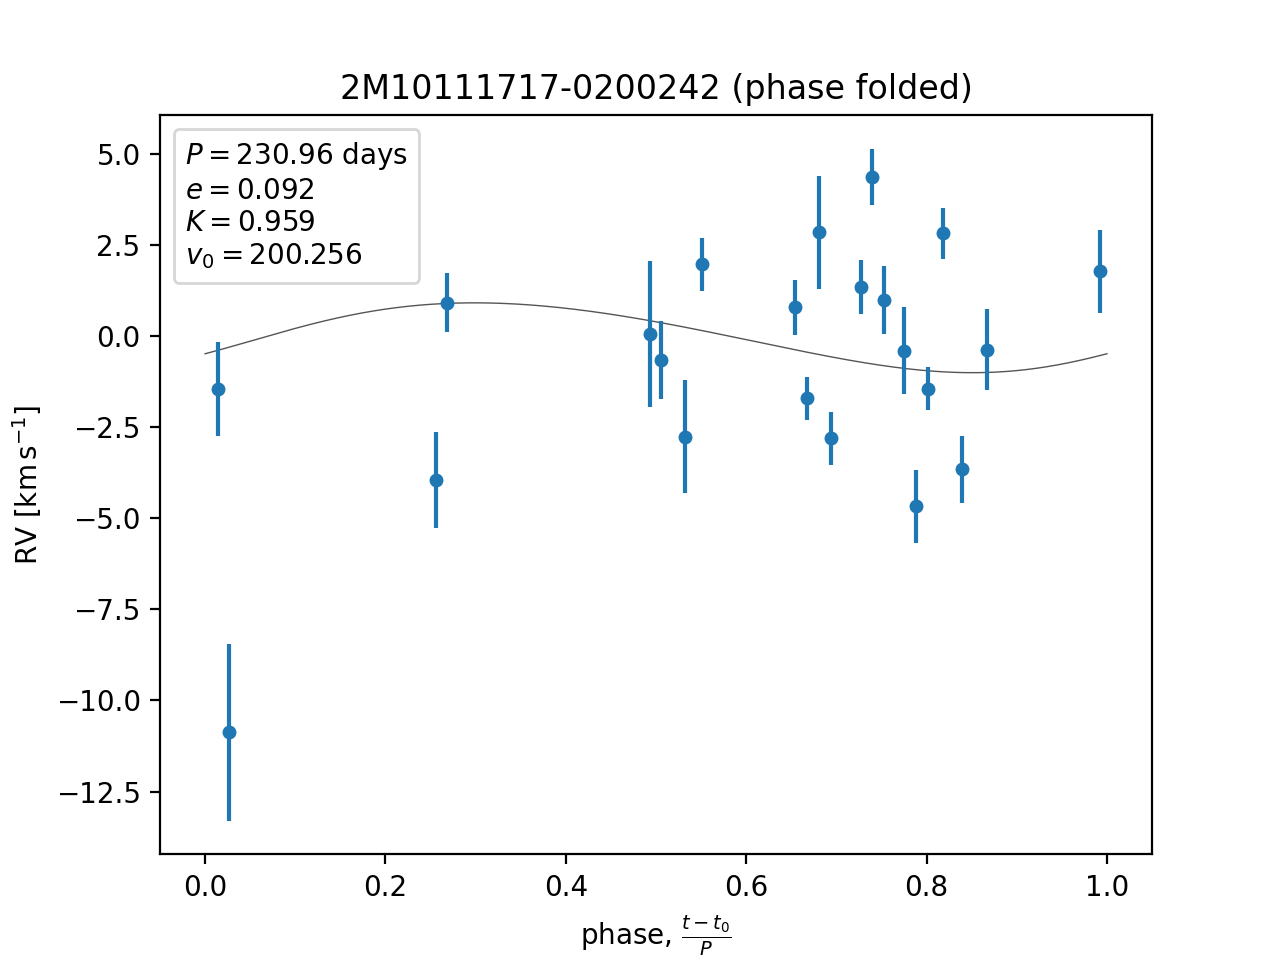 2M10111717-0200242 (phase folded)
P = 230.96 days
e = 0.092
K = 0.959
v₀ = 200.256
5.0
2.5
0.0
−2.5
−5.0
−7.5
−10.0
−12.5
RV [km s⁻¹]
0.0 0.2 0.4 0.6 0.8 1.0
phase, (t − t₀)/P